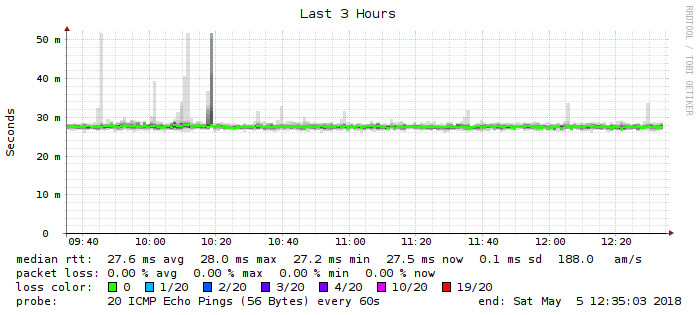 Last 3 Hours
RRDTOOL / TOBI OETIKER
Seconds
50 m
40 m
30 m
20 m
10 m
0
09:40 10:00 10:20 10:40 11:00 11:20 11:40 12:00 12:20
median rtt: 27.6 ms avg 28.0 ms max 27.2 ms min 27.5 ms now 0.1 ms sd 188.0 am/s
packet loss: 0.00 % avg 0.00 % max 0.00 % min 0.00 % now
loss color: 0 1/20 2/20 3/20 4/20 10/20 19/20
probe: 20 ICMP Echo Pings (56 Bytes) every 60s end: Sat May 5 12:35:03 2018